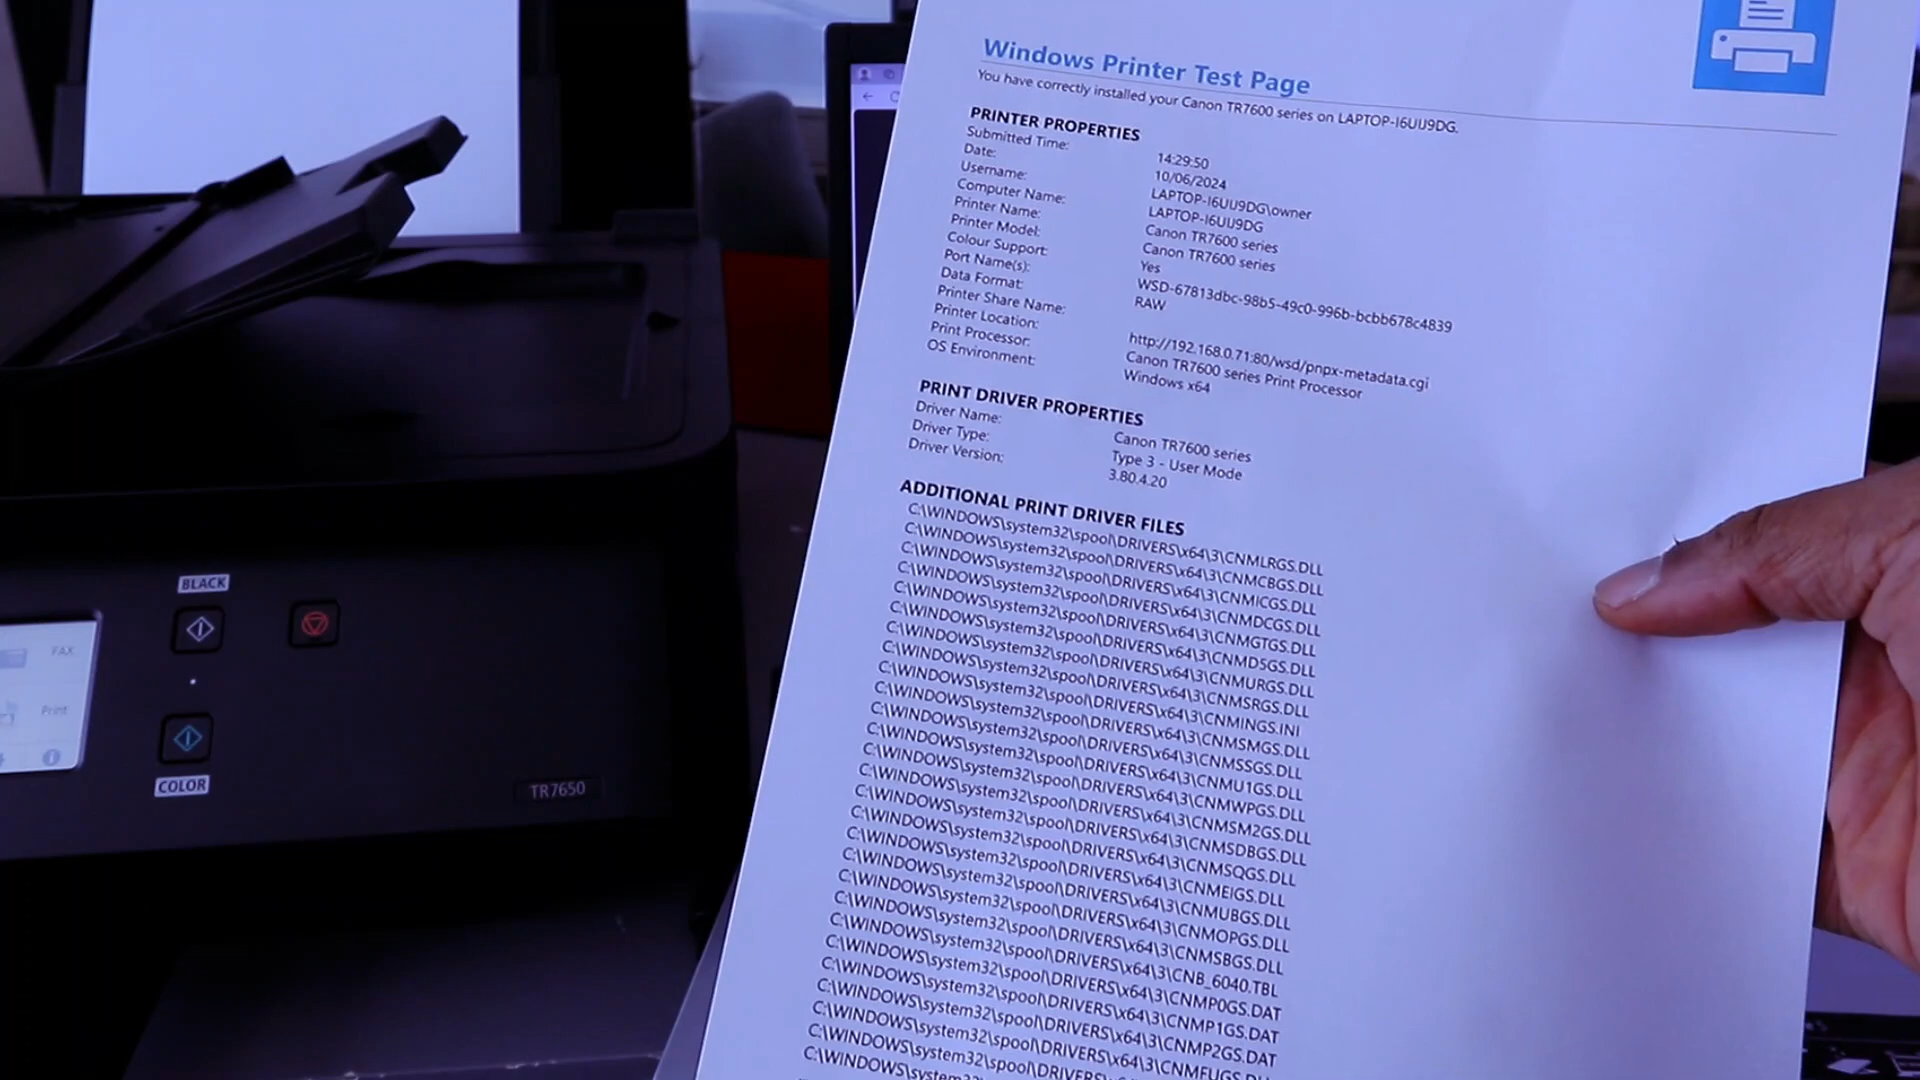 Windows Printer Test Page
You have correctly installed your Canon TR7600 series on LAPTOP-I6UIJ9DG.
PRINTER PROPERTIES
Submitted Time: 14:29:50
Date: 10/06/2024
Username: LAPTOP-I6UIJ9DG\owner
Computer Name: LAPTOP-I6UIJ9DG
Printer Name: Canon TR7600 series
Printer Model: Canon TR7600 series
Colour Support: Yes
Port Name(s): WSD-67813dbc-98b5-49c0-996b-bcbb678c4839
Data Format: RAW
Printer Share Name:
Printer Location: http://192.168.0.71:80/wsd/pnpx-metadata.cgi
Print Processor: Canon TR7600 series Print Processor
OS Environment: Windows x64
PRINT DRIVER PROPERTIES
Driver Name: Canon TR7600 series
Driver Type: Type 3 - User Mode
Driver Version: 3.80.4.20
ADDITIONAL PRINT DRIVER FILES
C:\WINDOWS\system32\spool\DRIVERS\x64\3\CNMLRGS.DLL
C:\WINDOWS\system32\spool\DRIVERS\x64\3\CNMCBGS.DLL
C:\WINDOWS\system32\spool\DRIVERS\x64\3\CNMICGS.DLL
C:\WINDOWS\system32\spool\DRIVERS\x64\3\CNMDCGS.DLL
C:\WINDOWS\system32\spool\DRIVERS\x64\3\CNMGTGS.DLL
C:\WINDOWS\system32\spool\DRIVERS\x64\3\CNMD5GS.DLL
C:\WINDOWS\system32\spool\DRIVERS\x64\3\CNMURGS.DLL
C:\WINDOWS\system32\spool\DRIVERS\x64\3\CNMSRGS.DLL
C:\WINDOWS\system32\spool\DRIVERS\x64\3\CNMINGS.INI
C:\WINDOWS\system32\spool\DRIVERS\x64\3\CNMSMGS.DLL
C:\WINDOWS\system32\spool\DRIVERS\x64\3\CNMSSGS.DLL
C:\WINDOWS\system32\spool\DRIVERS\x64\3\CNMU1GS.DLL
C:\WINDOWS\system32\spool\DRIVERS\x64\3\CNMWPGS.DLL
C:\WINDOWS\system32\spool\DRIVERS\x64\3\CNMSM2GS.DLL
C:\WINDOWS\system32\spool\DRIVERS\x64\3\CNMSDBGS.DLL
C:\WINDOWS\system32\spool\DRIVERS\x64\3\CNMSQGS.DLL
C:\WINDOWS\system32\spool\DRIVERS\x64\3\CNMEIGS.DLL
C:\WINDOWS\system32\spool\DRIVERS\x64\3\CNMUBGS.DLL
C:\WINDOWS\system32\spool\DRIVERS\x64\3\CNMOPGS.DLL
C:\WINDOWS\system32\spool\DRIVERS\x64\3\CNMSBGS.DLL
C:\WINDOWS\system32\spool\DRIVERS\x64\3\CNB_6040.TBL
C:\WINDOWS\system32\spool\DRIVERS\x64\3\CNMP0GS.DAT
C:\WINDOWS\system32\spool\DRIVERS\x64\3\CNMP1GS.DAT
C:\WINDOWS\system32\spool\DRIVERS\x64\3\CNMP2GS.DAT
C:\WINDOWS\system32\spool\DRIVERS\x64\3\CNMFUGS.DLL
BLACK
FAX
Print
COLOR
TR7650